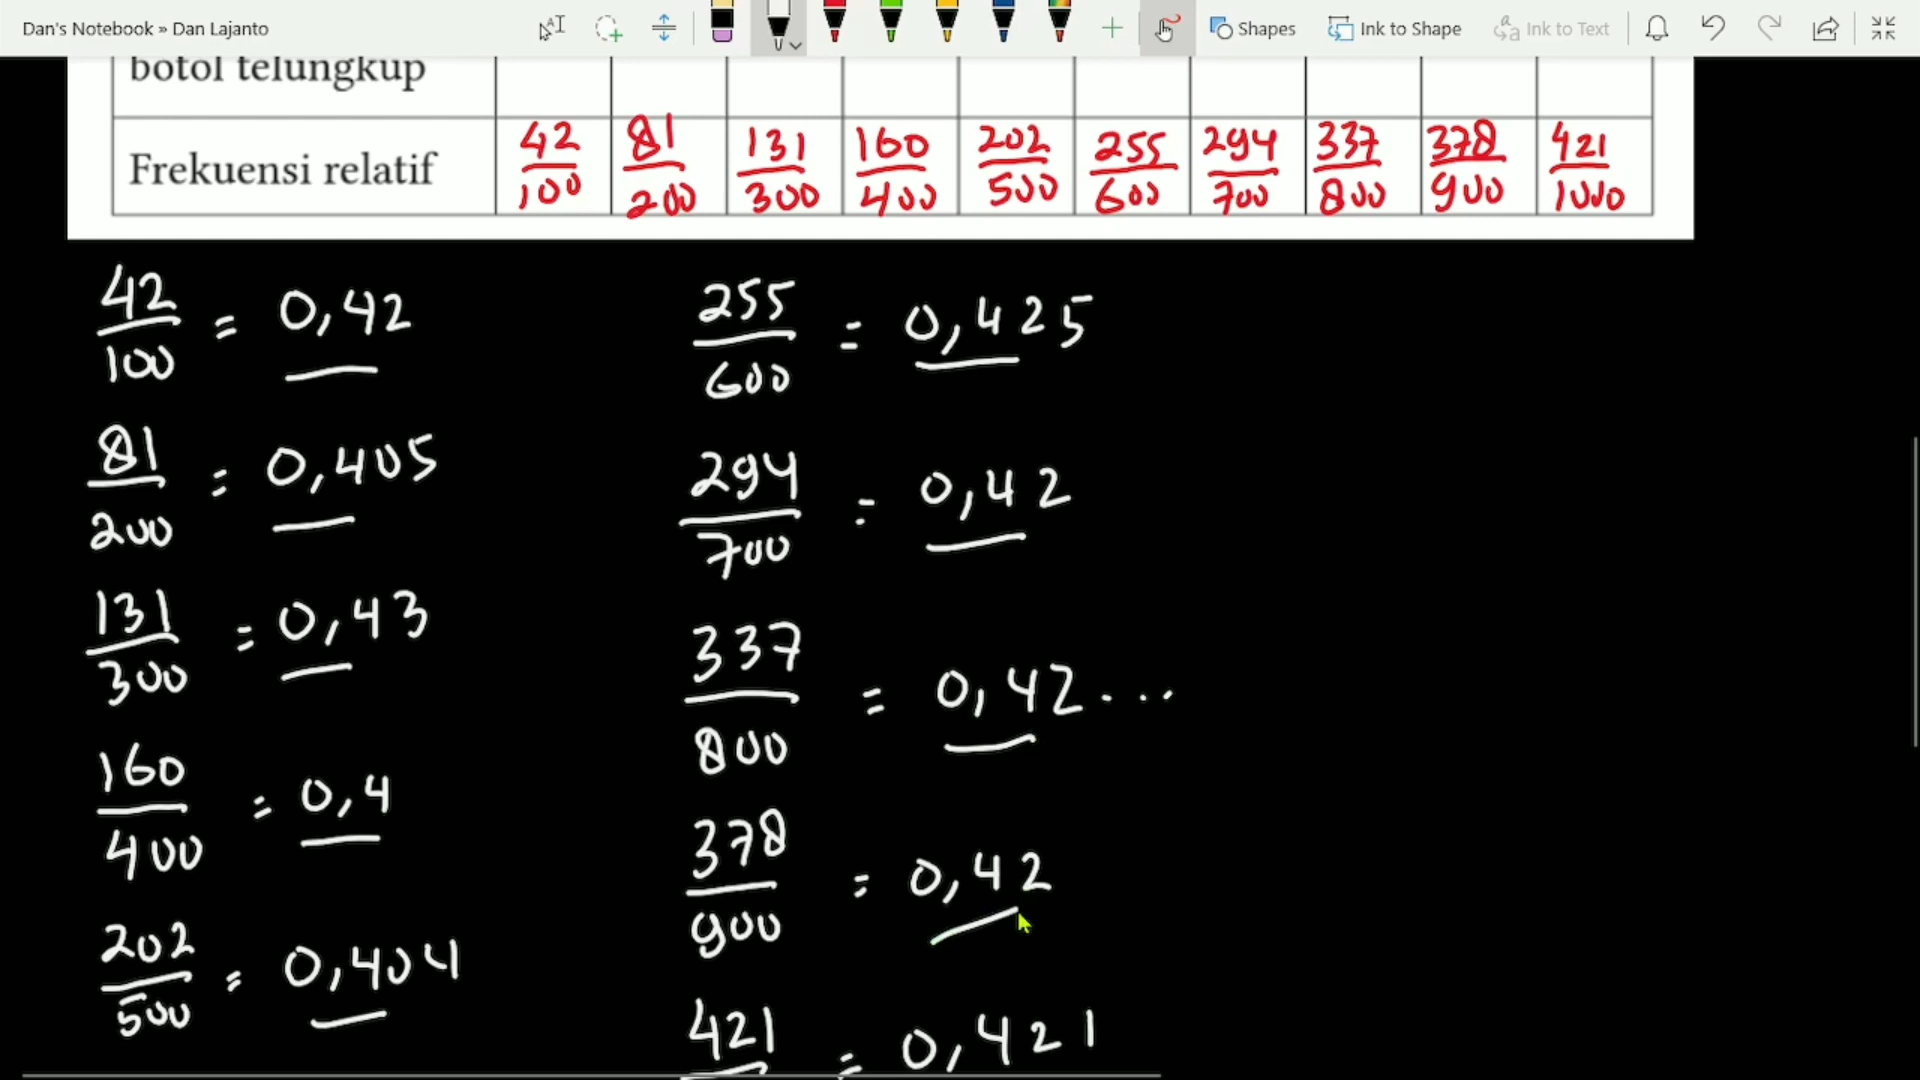 Dan's Notebook » Dan Lajanto
Shapes
Ink to Shape
Ink to Text
botol telungkup
Frekuensi relatif 42/100 81/200 131/300 160/400 202/500 255/600 294/700 337/800 378/900 421/1000
42/100 = 0,42
81/200 = 0,405
131/300 = 0,43
160/400 = 0,4
202/500 = 0,404
255/600 = 0,425
294/700 = 0,42
337/800 = 0,42...
378/900 = 0,42
421 = 0,421